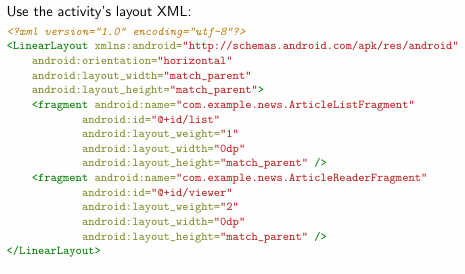 Use the activity's layout XML:
<?xml version="1.0" encoding="utf-8"?>
<LinearLayout xmlns:android="http://schemas.android.com/apk/res/android"
    android:orientation="horizontal"
    android:layout_width="match_parent"
    android:layout_height="match_parent">
    <fragment android:name="com.example.news.ArticleListFragment"
            android:id="@+id/list"
            android:layout_weight="1"
            android:layout_width="0dp"
            android:layout_height="match_parent" />
    <fragment android:name="com.example.news.ArticleReaderFragment"
            android:id="@+id/viewer"
            android:layout_weight="2"
            android:layout_width="0dp"
            android:layout_height="match_parent" />
</LinearLayout>